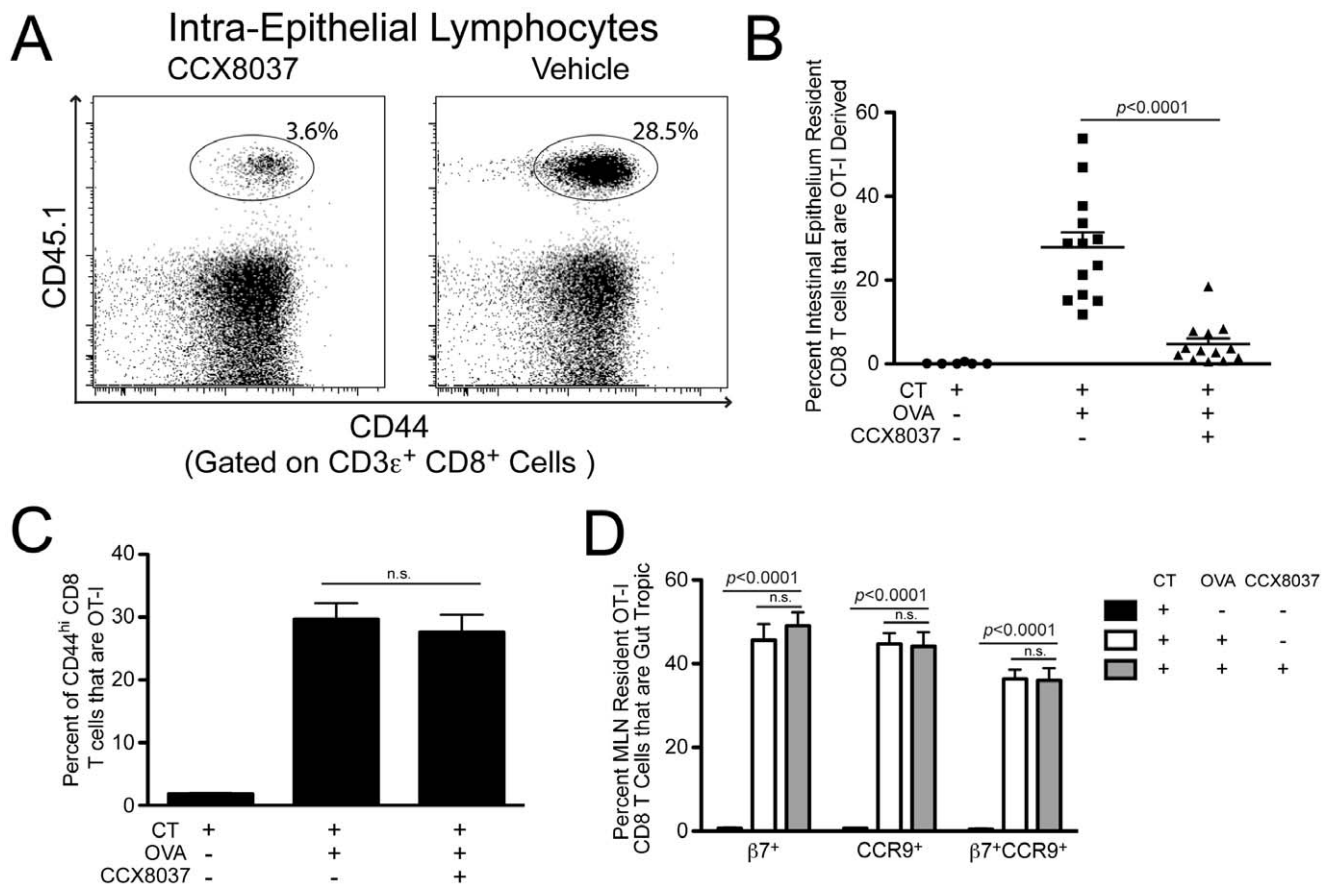 A
Intra-Epithelial Lymphocytes
CCX8037
Vehicle
3.6%
28.5%
CD45.1
CD44
(Gated on CD3ε⁺ CD8⁺ Cells )
B
Percent Intestinal Epithelium Resident
CD8 T cells that are OT-I Derived
60
40
20
0
p<0.0001
CT + + +
OVA - + +
CCX8037 - - +
C
Percent of CD44ʰⁱ CD8
T cells that are OT-I
40
30
20
10
0
n.s.
CT + + +
OVA - + +
CCX8037 - - +
D
Percent MLN Resident OT-I
CD8 T Cells that are Gut Tropic
60
40
20
0
p<0.0001
n.s.
p<0.0001
n.s.
p<0.0001
n.s.
β7⁺
CCR9⁺
β7⁺CCR9⁺
CT OVA CCX8037
+ - -
+ + -
+ + +